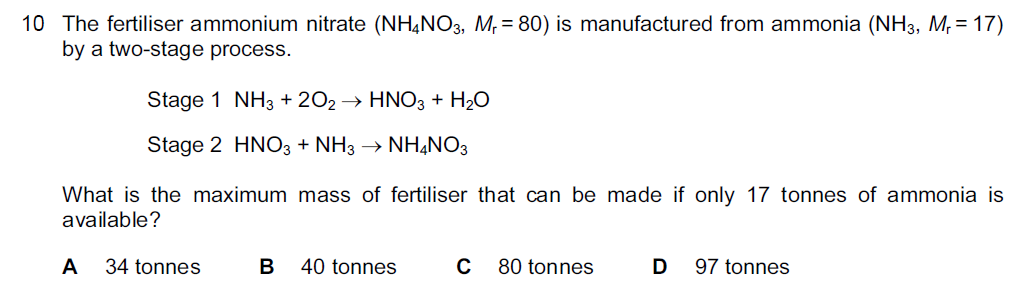 10 The fertiliser ammonium nitrate (NH₄NO₃, Mᵣ = 80) is manufactured from ammonia (NH₃, Mᵣ = 17)
by a two-stage process.
Stage 1 NH₃ + 2O₂ → HNO₃ + H₂O
Stage 2 HNO₃ + NH₃ → NH₄NO₃
What is the maximum mass of fertiliser that can be made if only 17 tonnes of ammonia is
available?
A 34 tonnes B 40 tonnes C 80 tonnes D 97 tonnes